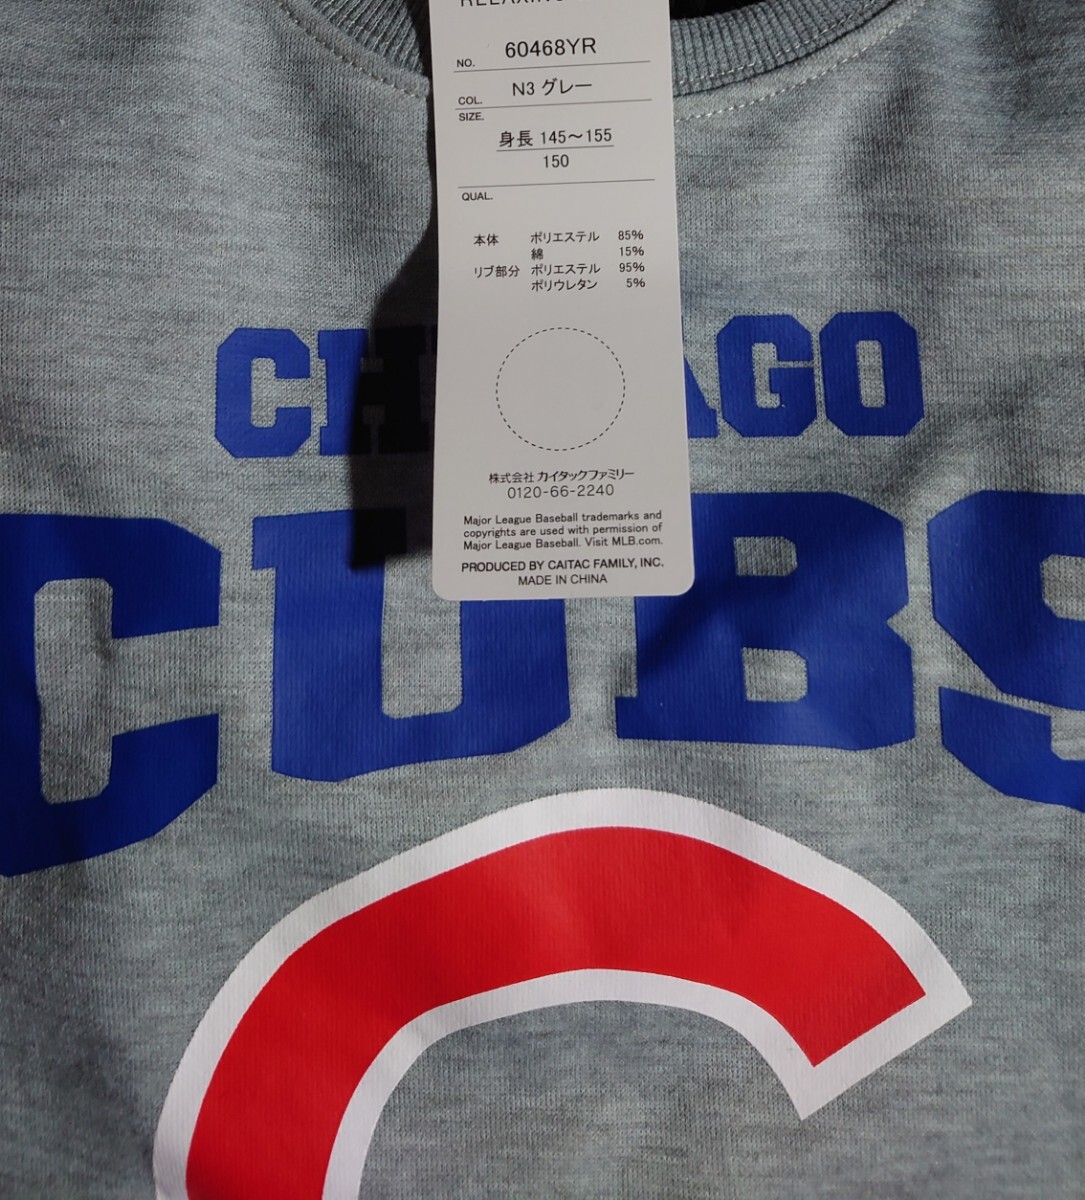 RELAXING
NO. 60468YR
COL. N3 グレー
SIZE.
身長 145～155
150
QUAL.
本体 ポリエステル 85%
綿 15%
リブ部分 ポリエステル 95%
ポリウレタン 5%
株式会社 カイタックファミリー
0120-66-2240
Major League Baseball trademarks and
copyrights are used with permission of
Major League Baseball. Visit MLB.com.
PRODUCED BY CAITAC FAMILY, INC.
MADE IN CHINA
CH AGO
CUBS
C